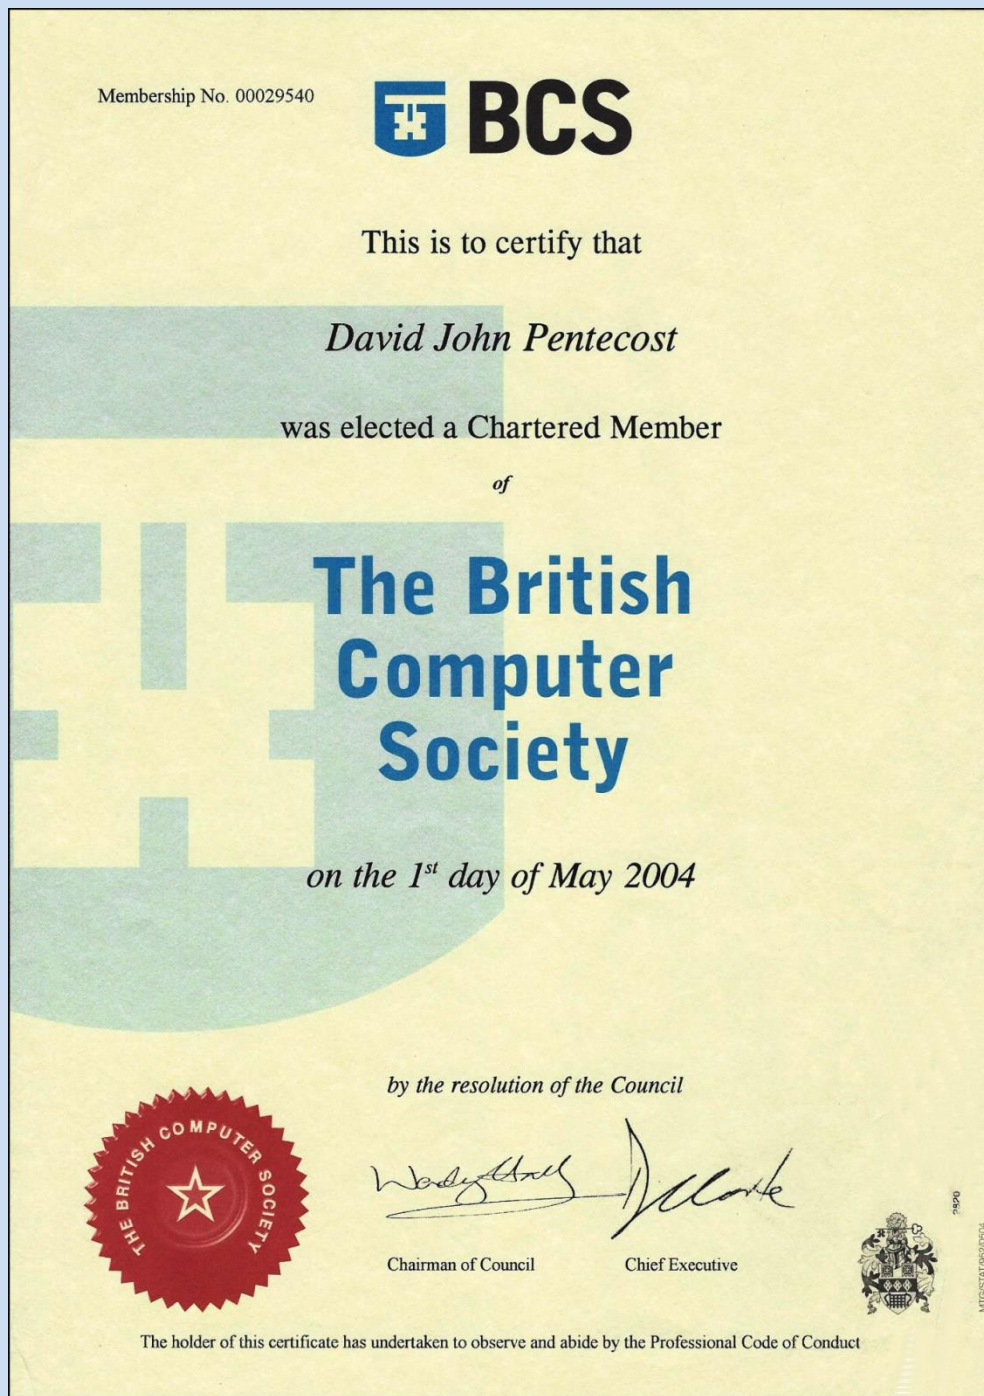 Membership No. 00029540
BCS
This is to certify that
David John Pentecost
was elected a Chartered Member
of
The British
Computer
Society
on the 1st day of May 2004
by the resolution of the Council
THE BRITISH COMPUTER SOCIETY
Chairman of Council
Chief Executive
2820
The holder of this certificate has undertaken to observe and abide by the Professional Code of Conduct